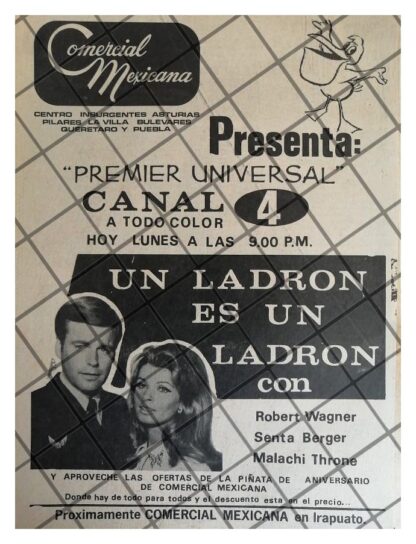 Comercial
Mexicana
CENTRO INSURGENTES ASTURIAS
PILARES LA VILLA BULEVARES
QUERETARO Y PUEBLA
Presenta:
"PREMIER UNIVERSAL"
CANAL 4
A TODO COLOR
HOY LUNES A LAS 9.00 P.M.
UN LADRON
ES UN
LADRON
con
Robert Wagner
Senta Berger
Malachi Throne
Y APROVECHE LAS OFERTAS DE LA PIÑATA DE ANIVERSARIO
DE COMERCIAL MEXICANA
Donde hay de todo para todos y el descuento esta en el precio...
Próximamente COMERCIAL MEXICANA en Irapuato.